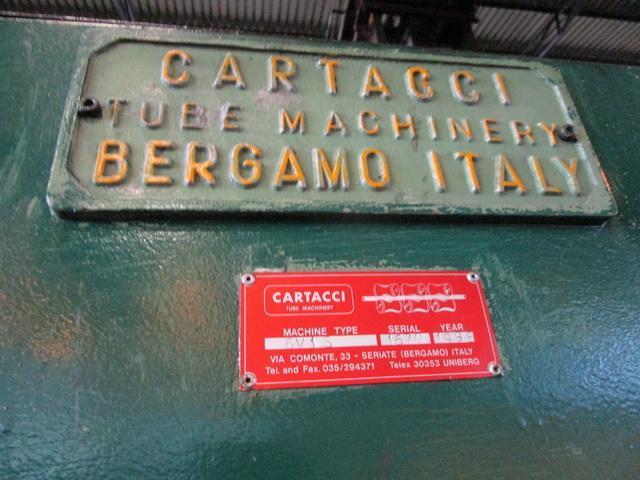 CARTACCI
TUBE MACHINERY
BERGAMO ITALY
CARTACCI
TUBE MACHINERY
MACHINE TYPE SERIAL YEAR
VIA COMONTE, 33 - SERIATE (BERGAMO) ITALY
Tel. and Fax. 035/294371 Telex 30353 UNIBERG